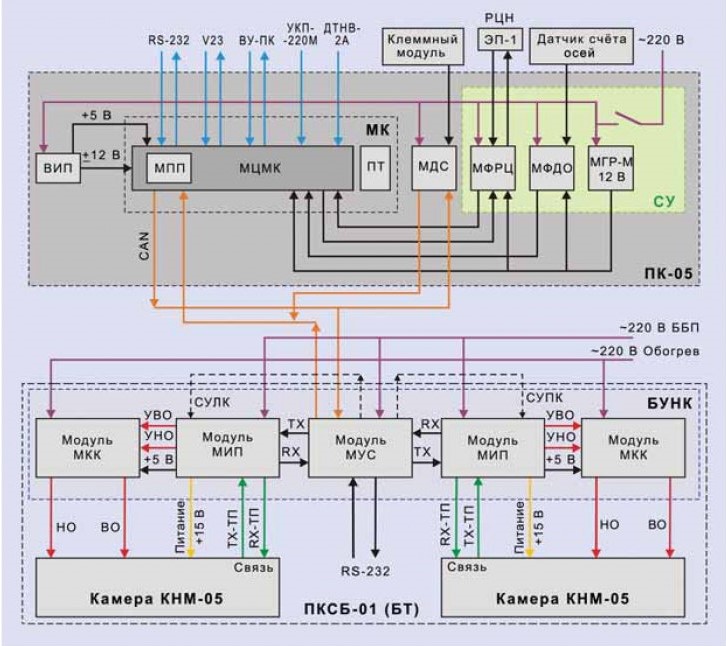 РЦН
RS-232
V23
ВУ-ПК
УКП-
-220М
ДТНВ-
2А
Клеммный
модуль
ЭП-1
Датчик счёта
осей
~220 В
+5 В
МК
ВИП
±12 В
МПП
МЦМК
ПТ
МДС
МФРЦ
МФДО
МГР-М
12 В
СУ
CAN
ПК-05
~220 В ББП
~220 В Обогрев
СУЛК
СУПК
БУНК
Модуль
МКК
УВО
УНО
+5 В
Модуль
МИП
TX
RX
Модуль
МУС
RX
TX
Модуль
МИП
УВО
УНО
+5 В
Модуль
МКК
НО
ВО
Питание
+15 В
ТХ-ТП
RX-ТП
RS-232
RX-ТП
ТХ-ТП
Питание
+15 В
НО
ВО
Связь
Камера КНМ-05
ПКСБ-01 (БТ)
Связь
Камера КНМ-05